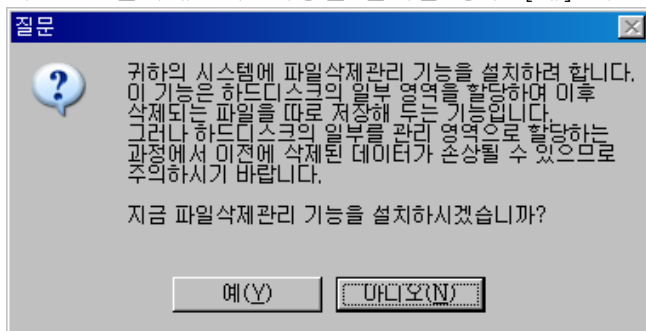 질문
귀하의 시스템에 파일삭제관리 기능을 설치하려 합니다.
이 기능은 하드디스크의 일부 영역을 할당하며 이후
삭제되는 파일을 따로 저장해 두는 기능입니다.
그러나 하드디스크의 일부를 관리 영역으로 할당하는
과정에서 이전에 삭제된 데이터가 손상될 수 있으므로
주의하시기 바랍니다.
지금 파일삭제관리 기능을 설치하시겠습니까?
예(Y)
아니오(N)